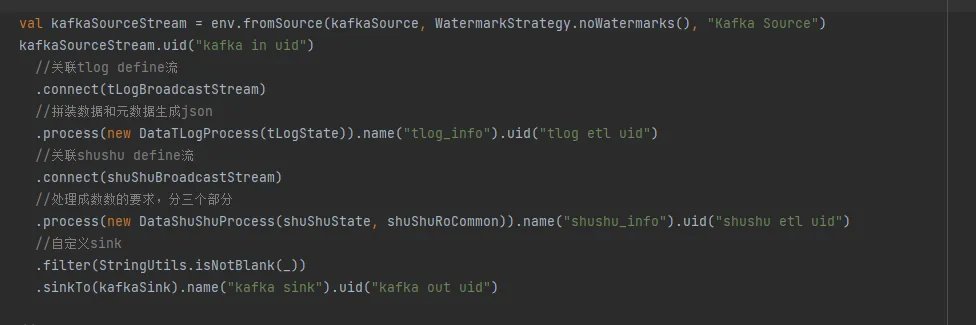 val kafkaSourceStream = env.fromSource(kafkaSource, WatermarkStrategy.noWatermarks(), "Kafka Source")
kafkaSourceStream.uid("kafka in uid")
//关联tlog define流
.connect(tLogBroadcastStream)
//拼装数据和元数据生成json
.process(new DataTLogProcess(tLogState)).name("tlog_info").uid("tlog etl uid")
//关联shushu define流
.connect(shuShuBroadcastStream)
//处理成数数的要求，分三个部分
.process(new DataShuShuProcess(shuShuState, shuShuRoCommon)).name("shushu_info").uid("shushu etl uid")
//自定义sink
.filter(StringUtils.isNotBlank(_))
.sinkTo(kafkaSink).name("kafka sink").uid("kafka out uid")